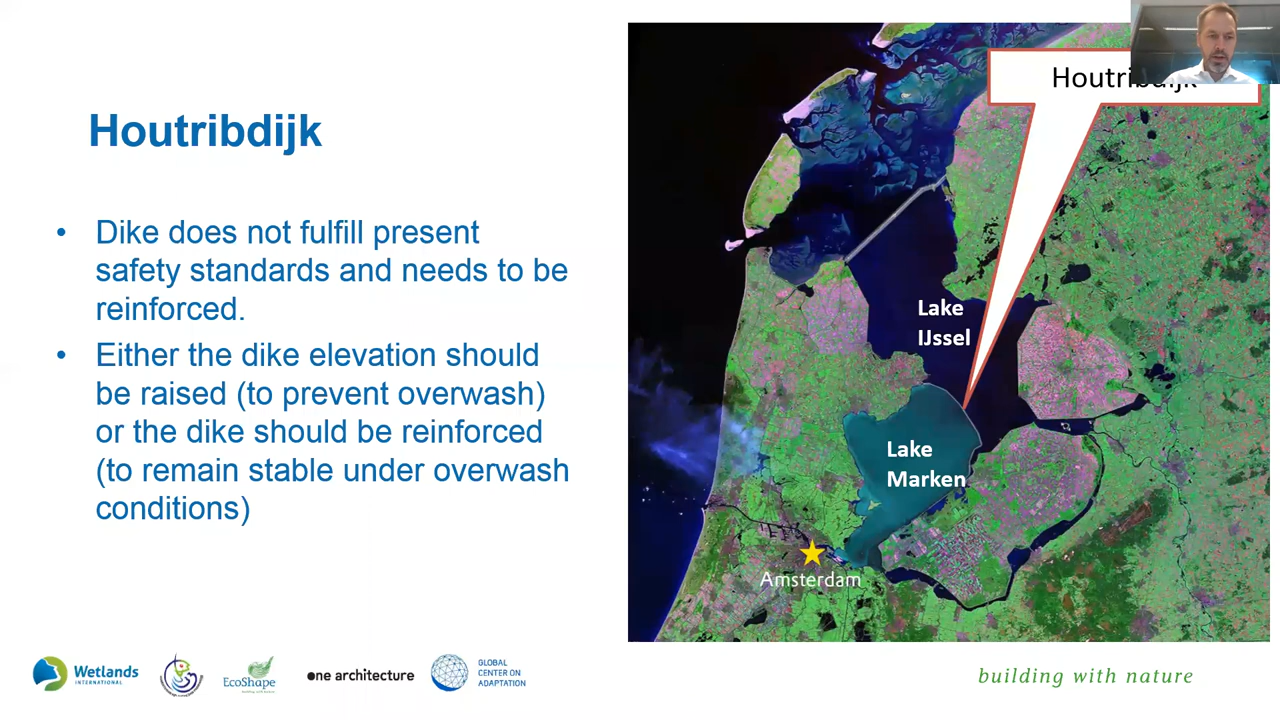 Houtribdijk
Houtribdijk
• Dike does not fulfill present
safety standards and needs to be
reinforced.
• Either the dike elevation should
be raised (to prevent overwash)
or the dike should be reinforced
(to remain stable under overwash
conditions)
Lake
IJssel
Lake
Marken
Amsterdam
Wetlands
INTERNATIONAL
EcoShape
one architecture
GLOBAL
CENTER ON
ADAPTATION
building with nature